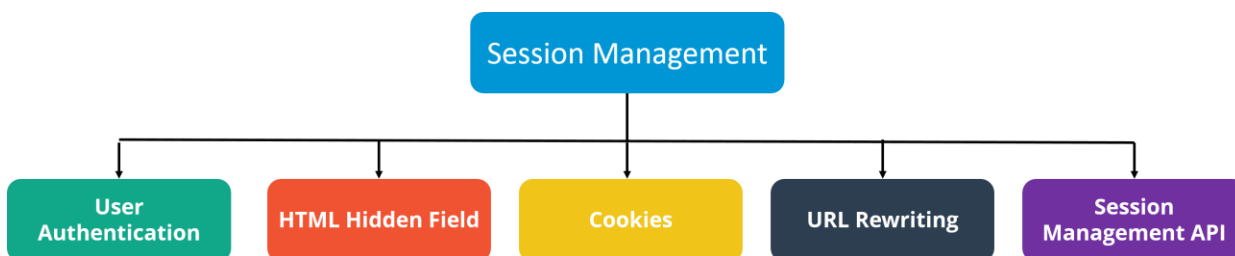 Session Management
User
Authentication
HTML Hidden Field
Cookies
URL Rewriting
Session
Management API